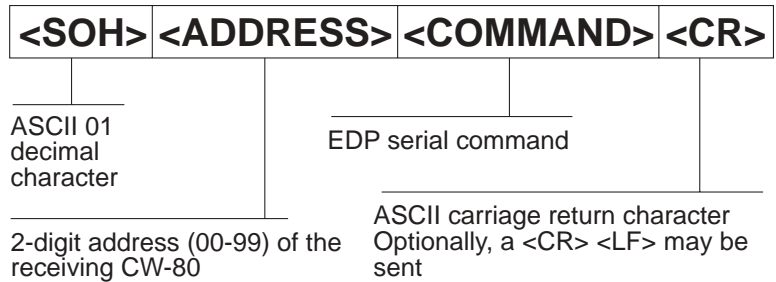 <SOH> <ADDRESS> <COMMAND> <CR>
ASCII 01
decimal
character
EDP serial command
2-digit address (00-99) of the
receiving CW-80
ASCII carriage return character
Optionally, a <CR> <LF> may be
sent